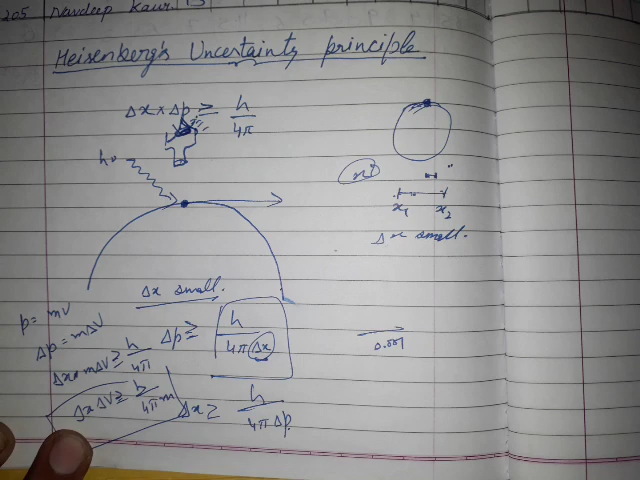 205 Navdeep Kaur
Heisenberg's Uncertainty principle
Δx × Δp ≥ h/4π
hν
x₁ x₂
Δx small.
Δx small.
p = mv
Δp = mΔv
Δx × mΔv ≥ h/4π
Δx Δv ≥ h/4πm
Δp ≥ h/4πΔx
0.001
Δx ≥ h/4πΔp.